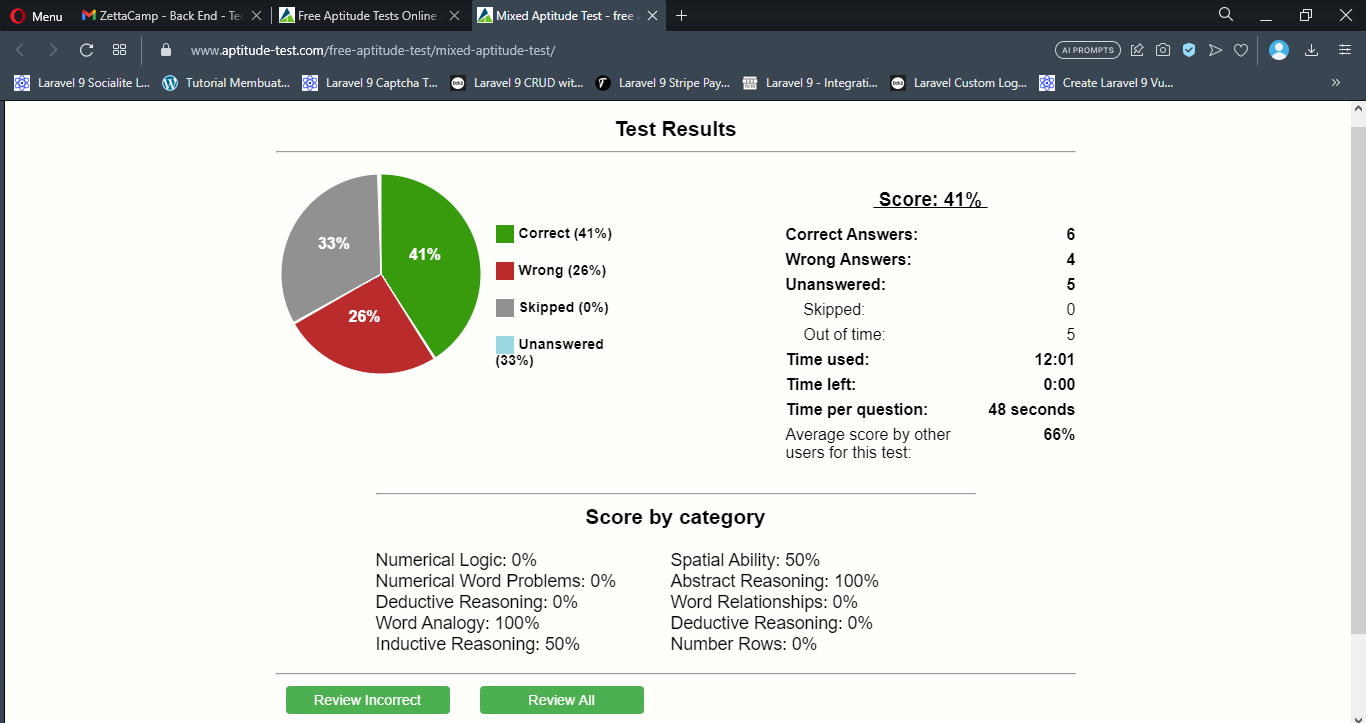 Menu
ZettaCamp - Back End - Te
Free Aptitude Tests Online
Mixed Aptitude Test - free
www.aptitude-test.com/free-aptitude-test/mixed-aptitude-test/
AI PROMPTS
Laravel 9 Socialite L...
Tutorial Membuat...
Laravel 9 Captcha T...
Laravel 9 CRUD wit...
Laravel 9 Stripe Pay...
Laravel 9 - Integrati...
Laravel Custom Log...
Create Laravel 9 Vu...
Test Results
33%
41%
26%
Correct (41%)
Wrong (26%)
Skipped (0%)
Unanswered
(33%)
Score: 41%
Correct Answers: 6
Wrong Answers: 4
Unanswered: 5
Skipped: 0
Out of time: 5
Time used: 12:01
Time left: 0:00
Time per question: 48 seconds
Average score by other 66%
users for this test:
Score by category
Numerical Logic: 0%
Numerical Word Problems: 0%
Deductive Reasoning: 0%
Word Analogy: 100%
Inductive Reasoning: 50%
Spatial Ability: 50%
Abstract Reasoning: 100%
Word Relationships: 0%
Deductive Reasoning: 0%
Number Rows: 0%
Review Incorrect
Review All